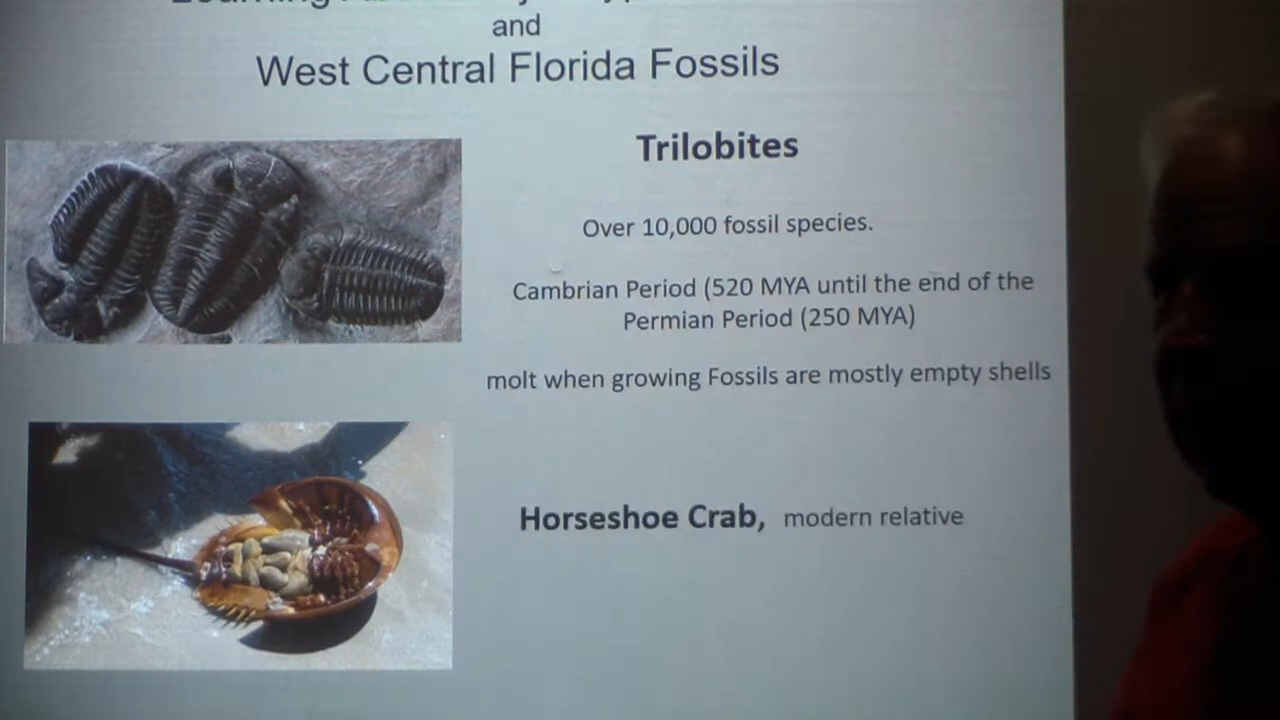 Learning
and
West Central Florida Fossils
Trilobites
Over 10,000 fossil species.
Cambrian Period (520 MYA until the end of the
Permian Period (250 MYA)
molt when growing Fossils are mostly empty shells
Horseshoe Crab, modern relative